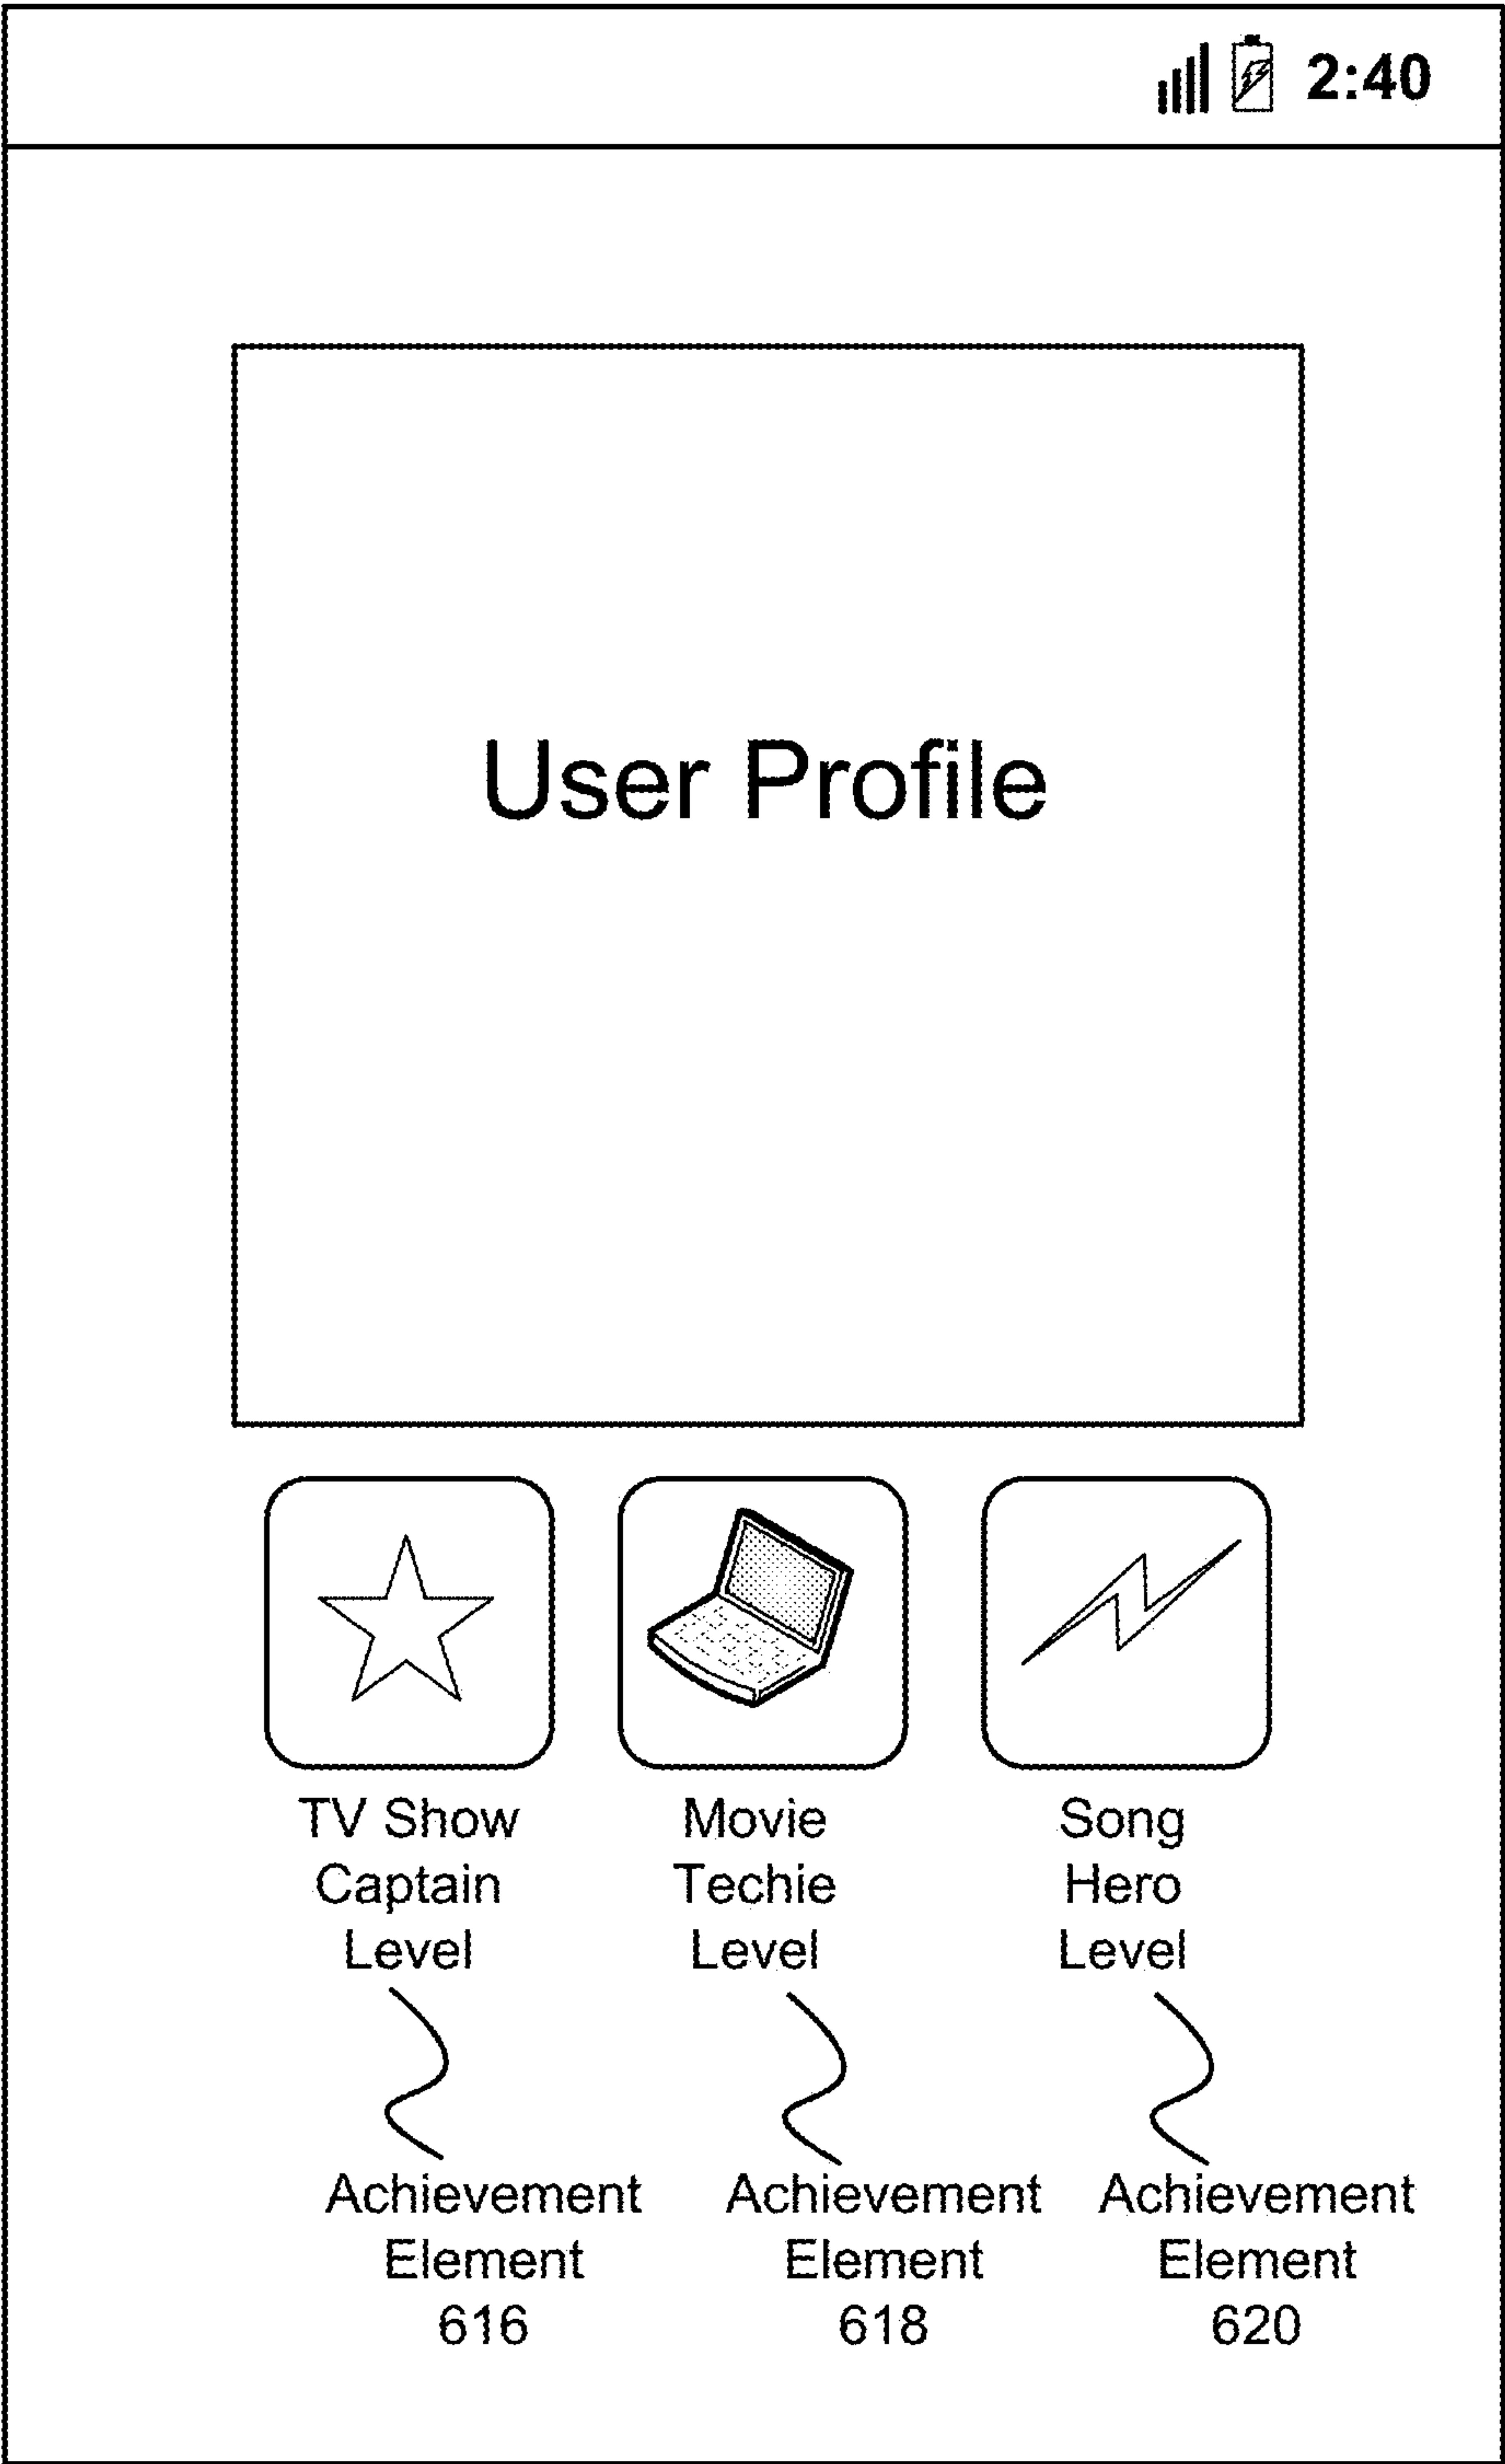 2:40
User Profile
TV Show
Captain
Level
Movie
Techie
Level
Song
Hero
Level
Achievement
Element
616
Achievement
Element
618
Achievement
Element
620